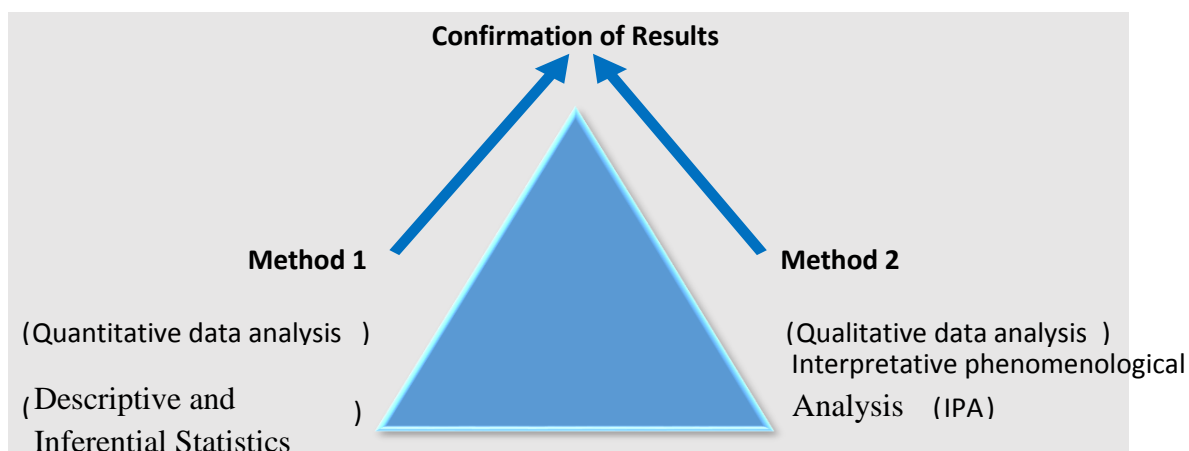 Confirmation of Results
Method 1
Method 2
(Quantitative data analysis )
(Qualitative data analysis )
Interpretative phenomenological
Analysis (IPA)
(Descriptive and )
Inferential Statistics